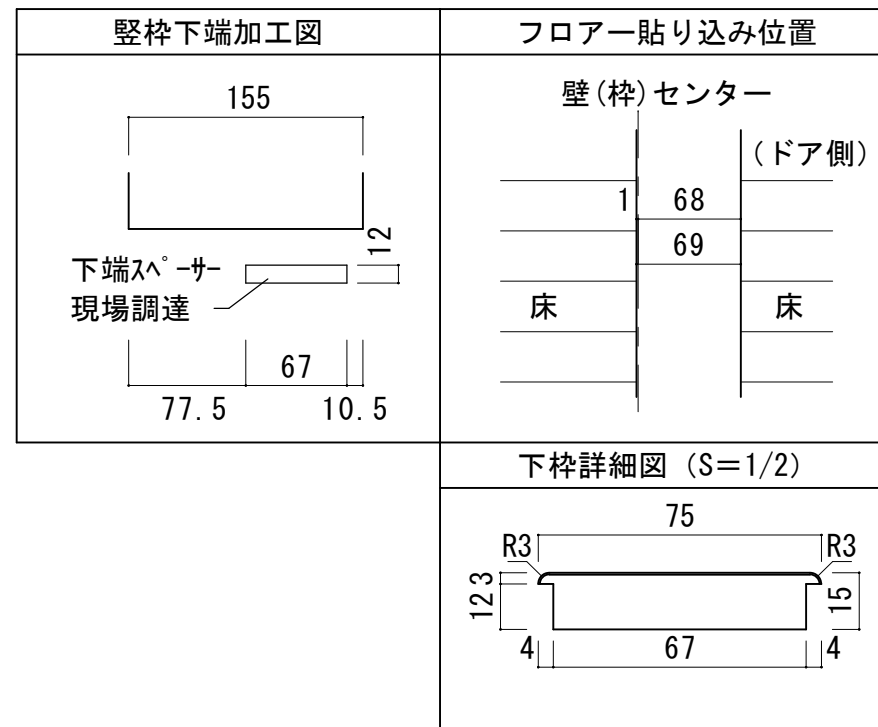 竪枠下端加工図
155
12
下端ｽﾍﾟｰｻｰ
現場調達
67
77.5
10.5
フロアー貼り込み位置
壁(枠)センター
(ドア側)
1
68
69
床
床
下枠詳細図 (S=1/2)
75
R3
R3
3
12
15
4
67
4